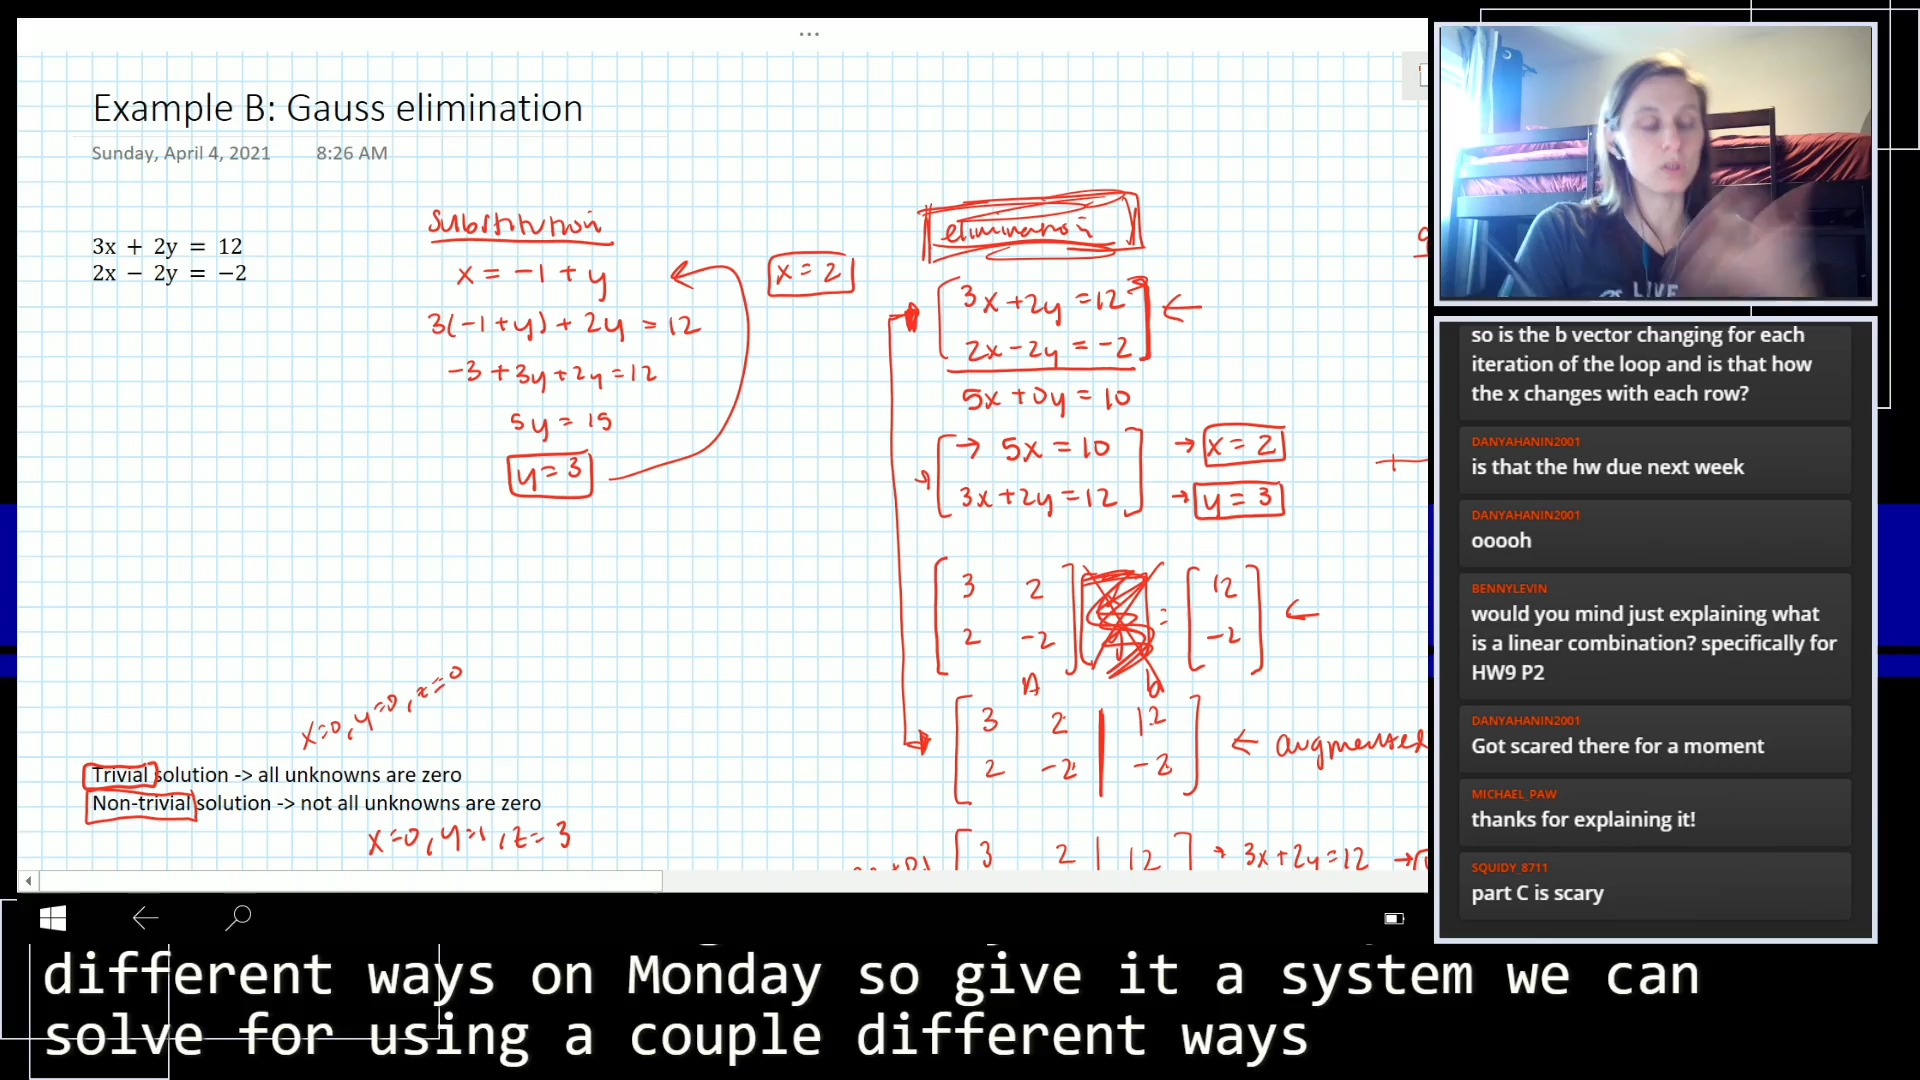 Example B: Gauss elimination
Sunday, April 4, 2021 8:26 AM
3x + 2y = 12
2x − 2y = −2
substitution
x = −1 + y
3(−1+y) + 2y = 12
−3 + 3y + 2y = 12
5y = 15
y = 3
x = 2
elimination
3x + 2y = 12
2x − 2y = −2
5x + 0y = 10
→ 5x = 10 → x = 2
3x + 2y = 12 → y = 3
3 2 = 12
2 −2 −2
A b
3 2 12
2 −2 −2
← augmented
3 2 | 12 → 3x + 2y = 12 →
x=0, y=0, z=0
Trivial solution -> all unknowns are zero
Non-trivial solution -> not all unknowns are zero
x=0, y=1, z=3
LIVE
so is the b vector changing for each
iteration of the loop and is that how
the x changes with each row?
DANYAHANIN2001
is that the hw due next week
DANYAHANIN2001
ooooh
BENNYLEVIN
would you mind just explaining what
is a linear combination? specifically for
HW9 P2
DANYAHANIN2001
Got scared there for a moment
MICHAEL_PAW
thanks for explaining it!
SQUIDY_8711
part C is scary
different ways on Monday so give it a system we can
solve for using a couple different ways